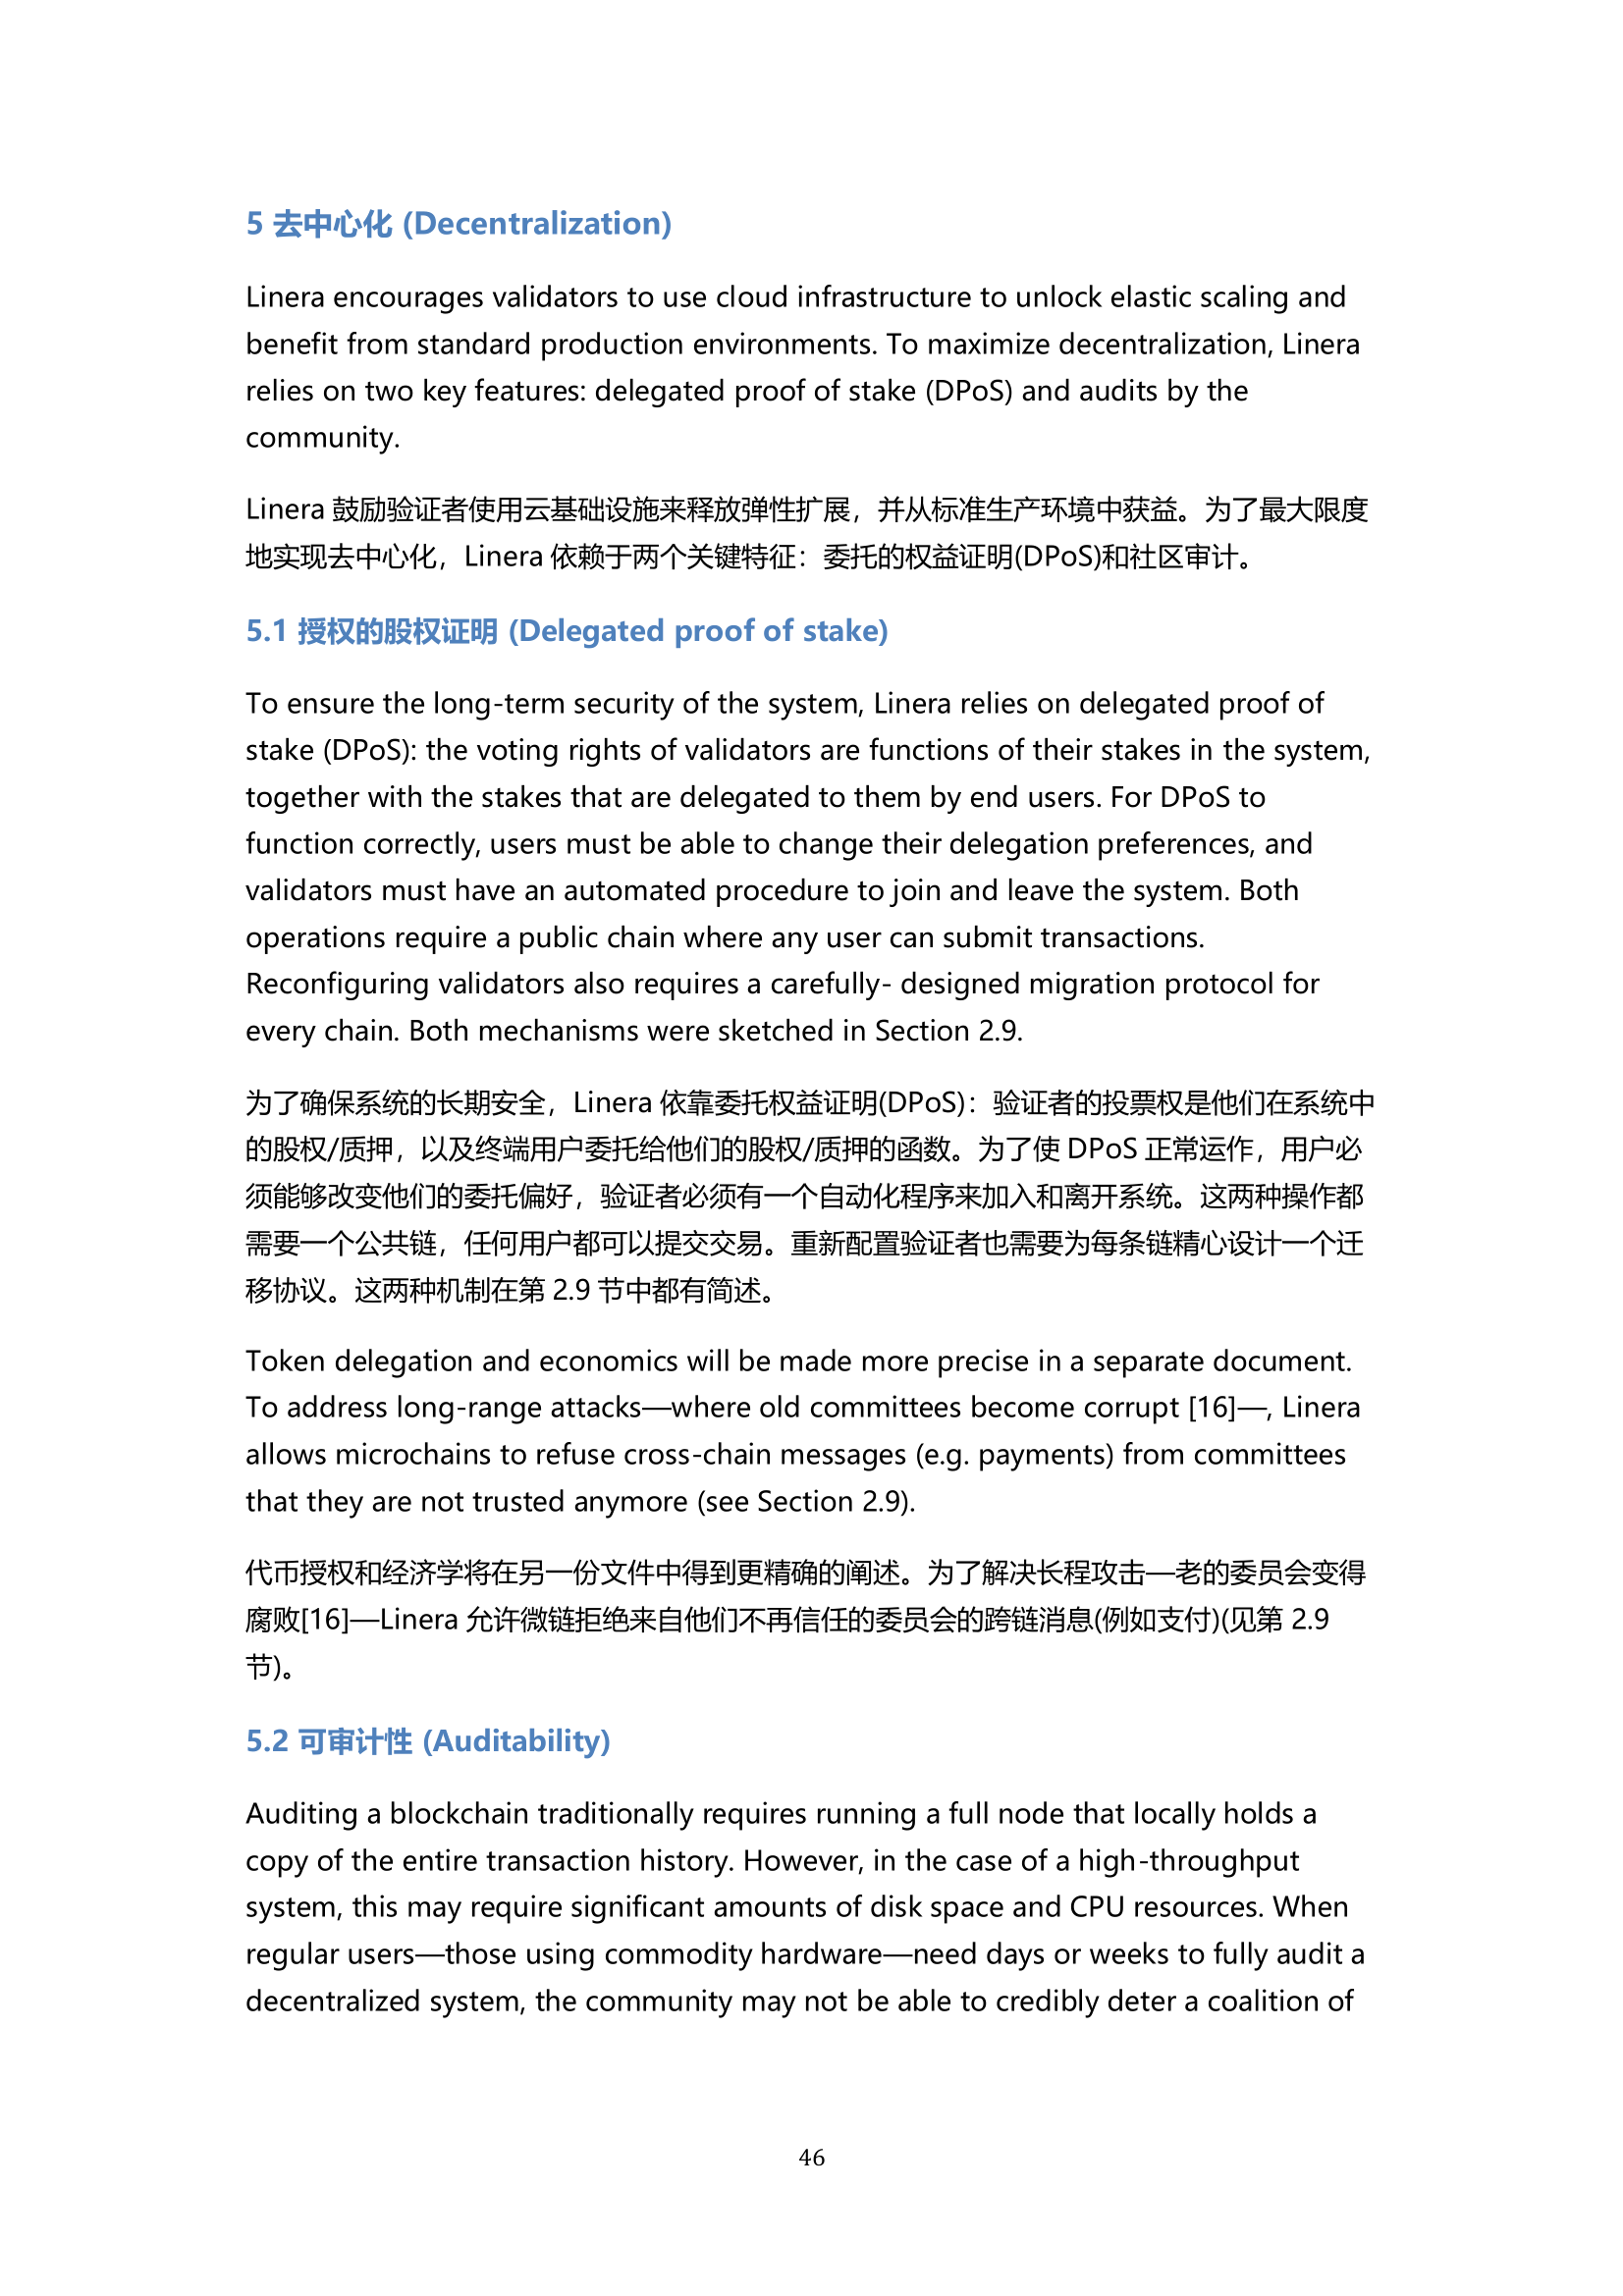 5 去中心化 (Decentralization)
Linera encourages validators to use cloud infrastructure to unlock elastic scaling and
benefit from standard production environments. To maximize decentralization, Linera
relies on two key features: delegated proof of stake (DPoS) and audits by the
community.
Linera 鼓励验证者使用云基础设施来释放弹性扩展，并从标准生产环境中获益。为了最大限度
地实现去中心化，Linera 依赖于两个关键特征：委托的权益证明(DPoS)和社区审计。
5.1 授权的股权证明 (Delegated proof of stake)
To ensure the long-term security of the system, Linera relies on delegated proof of
stake (DPoS): the voting rights of validators are functions of their stakes in the system,
together with the stakes that are delegated to them by end users. For DPoS to
function correctly, users must be able to change their delegation preferences, and
validators must have an automated procedure to join and leave the system. Both
operations require a public chain where any user can submit transactions.
Reconfiguring validators also requires a carefully- designed migration protocol for
every chain. Both mechanisms were sketched in Section 2.9.
为了确保系统的长期安全，Linera 依靠委托权益证明(DPoS)：验证者的投票权是他们在系统中
的股权/质押，以及终端用户委托给他们的股权/质押的函数。为了使 DPoS 正常运作，用户必
须能够改变他们的委托偏好，验证者必须有一个自动化程序来加入和离开系统。这两种操作都
需要一个公共链，任何用户都可以提交交易。重新配置验证者也需要为每条链精心设计一个迁
移协议。这两种机制在第 2.9 节中都有简述。
Token delegation and economics will be made more precise in a separate document.
To address long-range attacks—where old committees become corrupt [16]—, Linera
allows microchains to refuse cross-chain messages (e.g. payments) from committees
that they are not trusted anymore (see Section 2.9).
代币授权和经济学将在另一份文件中得到更精确的阐述。为了解决长程攻击—老的委员会变得
腐败[16]—Linera 允许微链拒绝来自他们不再信任的委员会的跨链消息(例如支付)(见第 2.9
节)。
5.2 可审计性 (Auditability)
Auditing a blockchain traditionally requires running a full node that locally holds a
copy of the entire transaction history. However, in the case of a high-throughput
system, this may require significant amounts of disk space and CPU resources. When
regular users—those using commodity hardware—need days or weeks to fully audit a
decentralized system, the community may not be able to credibly deter a coalition of
46